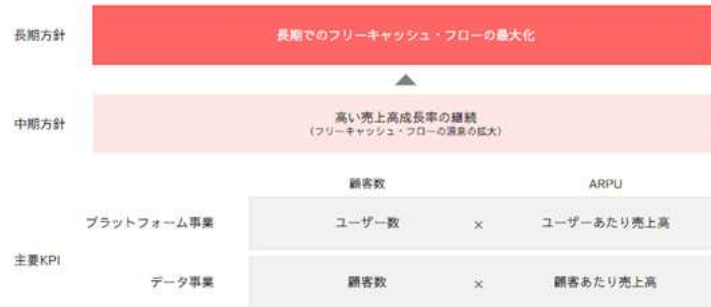 長期方針
長期でのフリーキャッシュ・フローの最大化
中期方針
高い売上高成長率の継続
(フリーキャッシュ・フローの源泉の拡大)
顧客数 ARPU
プラットフォーム事業 ユーザー数 × ユーザーあたり売上高
主要KPI
データ事業 顧客数 × 顧客あたり売上高